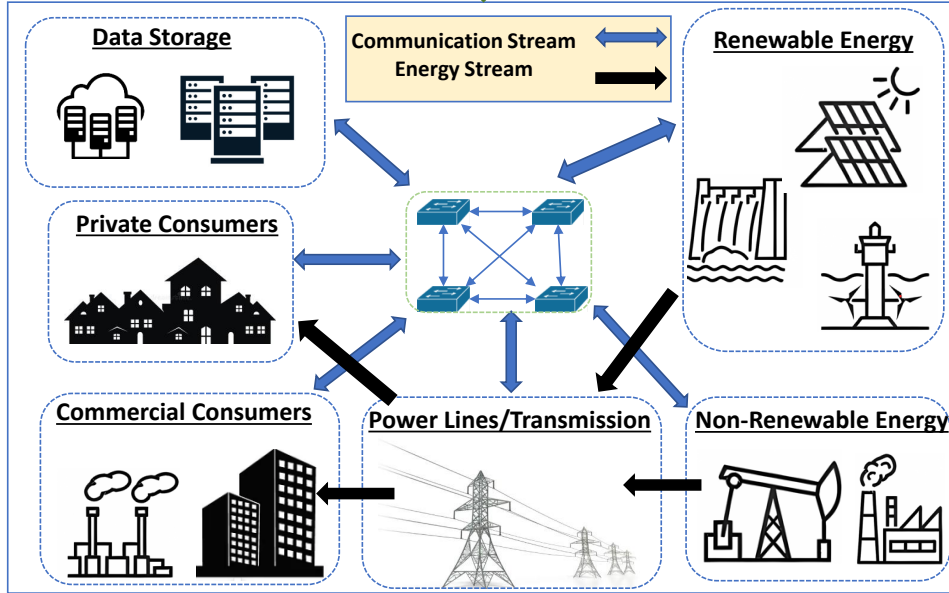 Data Storage
Communication Stream
Energy Stream
Renewable Energy
Private Consumers
Commercial Consumers
Power Lines/Transmission
Non-Renewable Energy